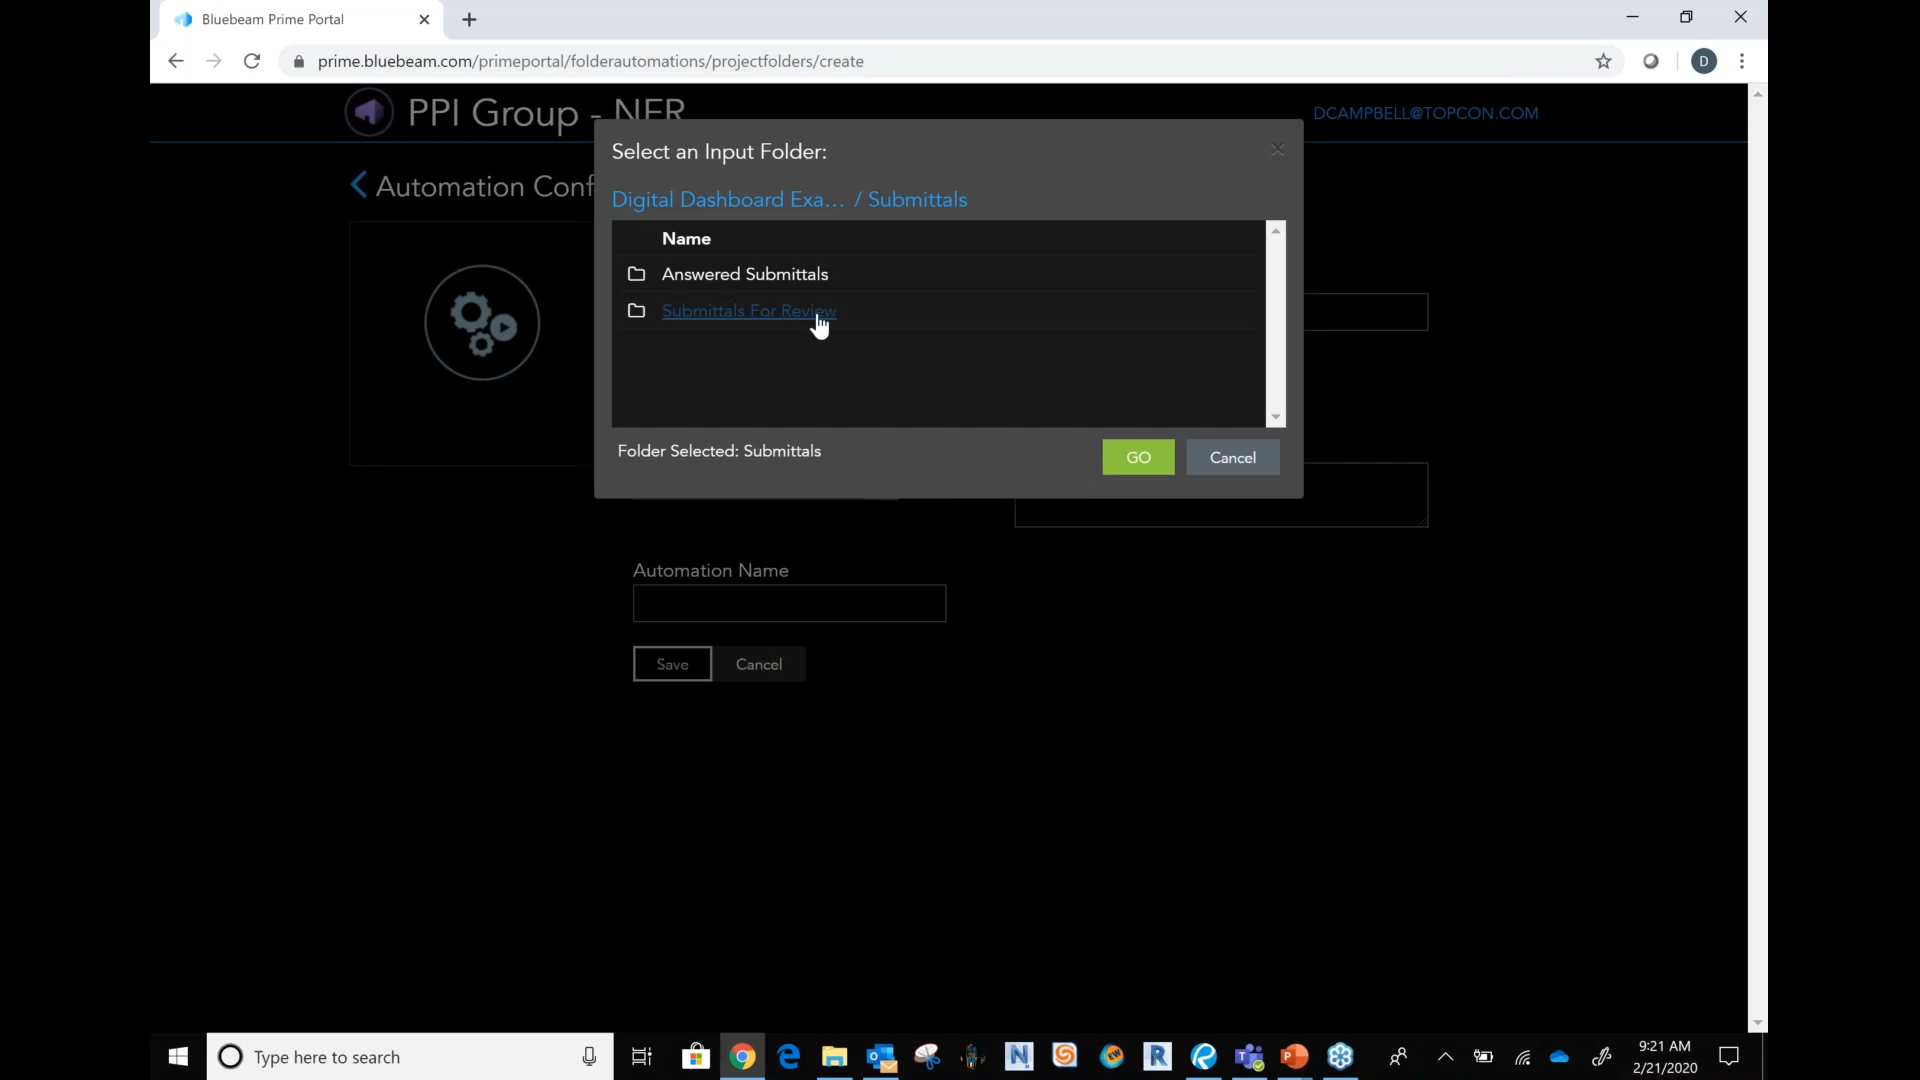 Bluebeam Prime Portal
prime.bluebeam.com/primeportal/folderautomations/projectfolders/create
D
PPI Group - NFR
DCAMPBELL@TOPCON.COM
Automation Conf
Select an Input Folder:
Digital Dashboard Exa... / Submittals
Name
Answered Submittals
Submittals For Review
Folder Selected: Submittals
GO
Cancel
Automation Name
Save
Cancel
Type here to search
9:21 AM
2/21/2020